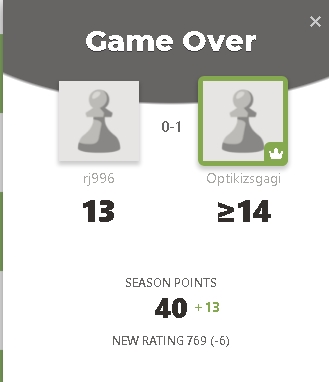 Game Over
0-1
rj996
Optikizsgagi
13
≥14
SEASON POINTS
40 +13
NEW RATING 769 (-6)